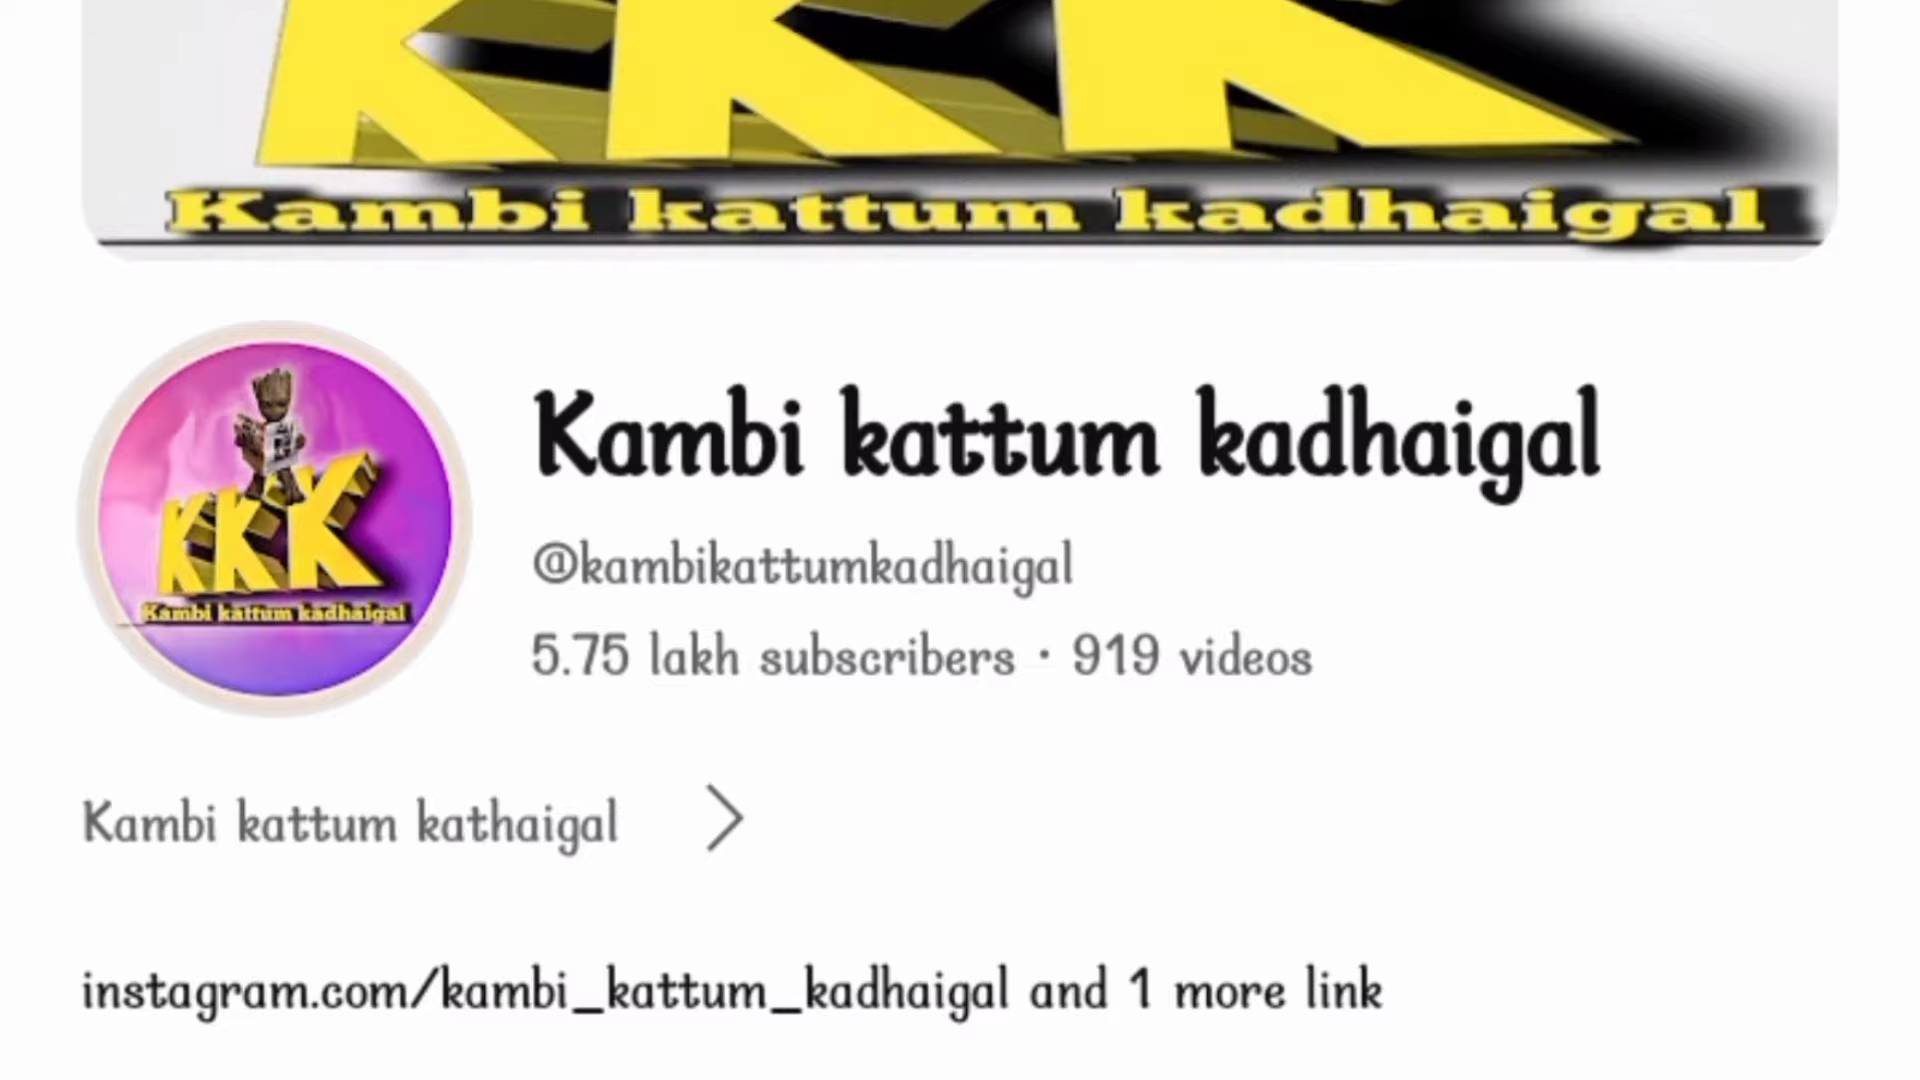 KKK
Kambi kattum kadhaigal
KKK
Kambi kattum kadhaigal
Kambi kattum kadhaigal
@kambikattumkadhaigal
5.75 lakh subscribers · 919 videos
Kambi kattum kathaigal
instagram.com/kambi_kattum_kadhaigal and 1 more link